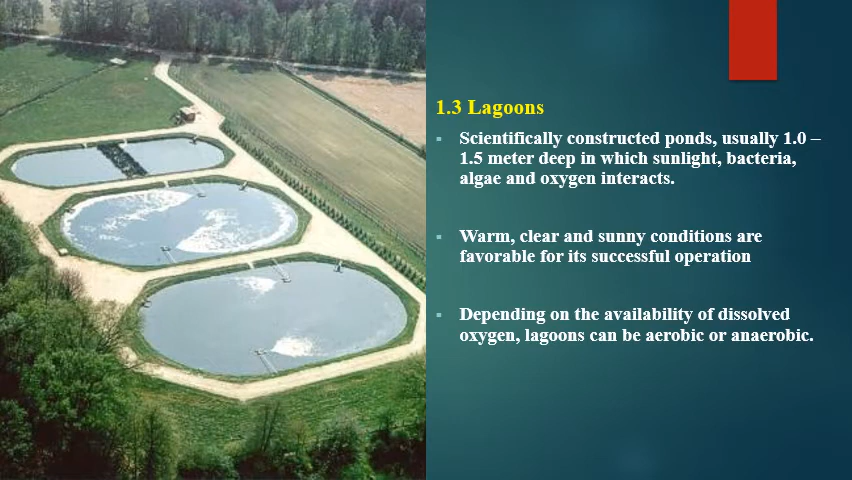 1.3 Lagoons
▪ Scientifically constructed ponds, usually 1.0 –
1.5 meter deep in which sunlight, bacteria,
algae and oxygen interacts.
▪ Warm, clear and sunny conditions are
favorable for its successful operation
▪ Depending on the availability of dissolved
oxygen, lagoons can be aerobic or anaerobic.